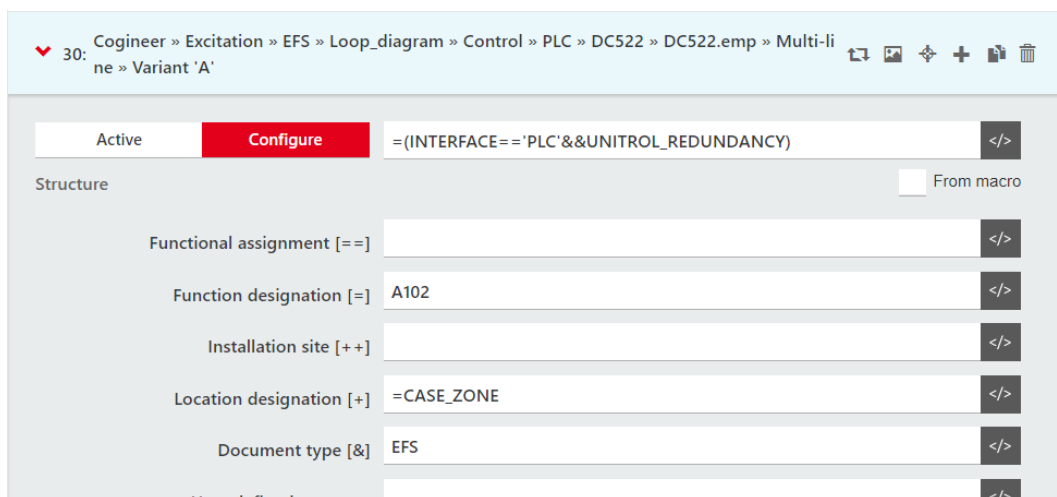 30: Cogineer » Excitation » EFS » Loop_diagram » Control » PLC » DC522 » DC522.emp » Multi-li
ne » Variant 'A'
Active Configure =(INTERFACE=='PLC'&&UNITROL_REDUNDANCY) </>
Structure From macro
Functional assignment [==] </>
Function designation [=] A102 </>
Installation site [++] </>
Location designation [+] =CASE_ZONE </>
Document type [&] EFS </>
</>